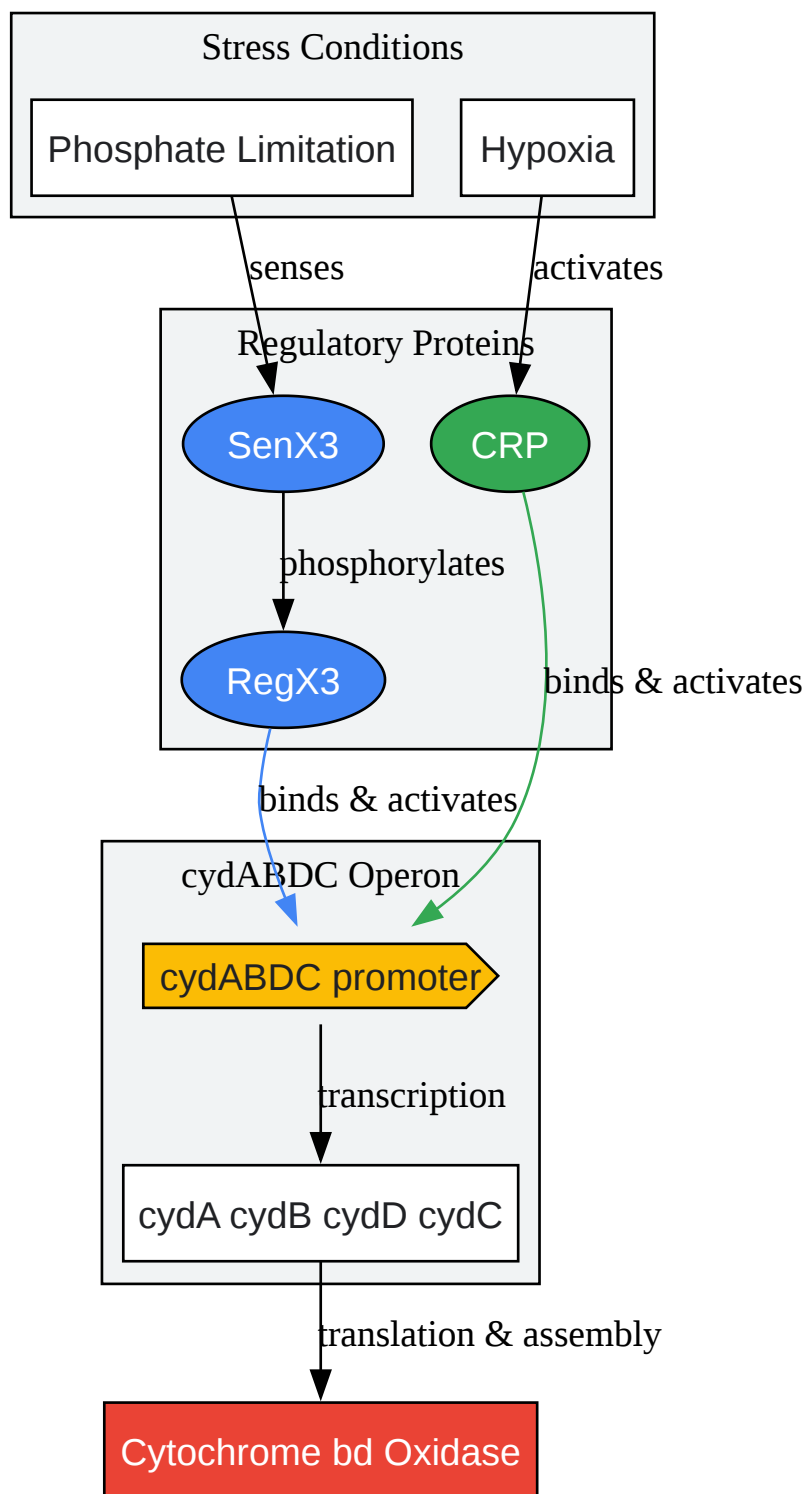 Stress Conditions
Phosphate Limitation
Hypoxia
senses
activates
Regulatory Proteins
SenX3
CRP
phosphorylates
RegX3
binds & activates
binds & activates
cydABDC Operon
cydABDC promoter
transcription
cydA cydB cydD cydC
translation & assembly
Cytochrome bd Oxidase